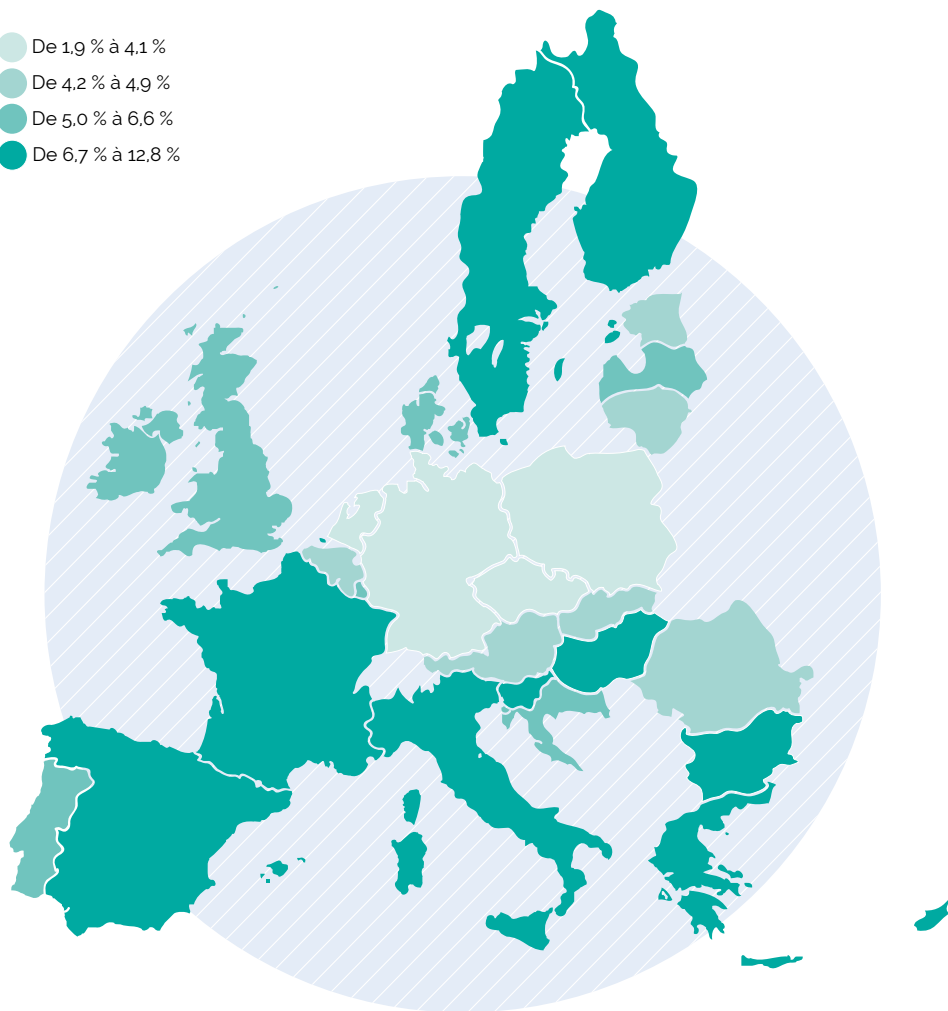 De 1,9 % à 4,1 %
De 4,2 % à 4,9 %
De 5,0 % à 6,6 %
De 6,7 % à 12,8 %